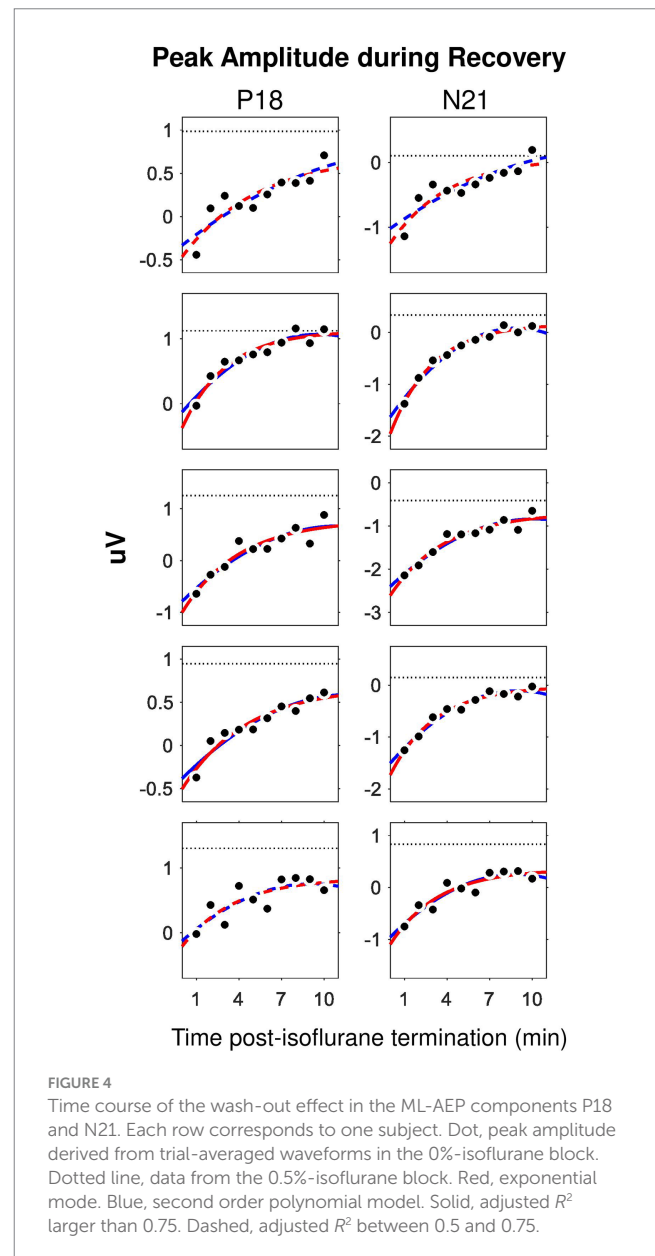 Peak Amplitude during Recovery
P18 N21
1
0.5
0
-0.5
0
-1
1
0
0
-1
-2
1
0
-1
0
-1
-2
-3
1
0.5
0
-0.5
0
-1
-2
1
0
1
0
-1
uV
1 4 7 10 1 4 7 10
Time post-isoflurane termination (min)
FIGURE 4
Time course of the wash-out effect in the ML-AEP components P18
and N21. Each row corresponds to one subject. Dot, peak amplitude
derived from trial-averaged waveforms in the 0%-isoflurane block.
Dotted line, data from the 0.5%-isoflurane block. Red, exponential
mode. Blue, second order polynomial model. Solid, adjusted R²
larger than 0.75. Dashed, adjusted R² between 0.5 and 0.75.